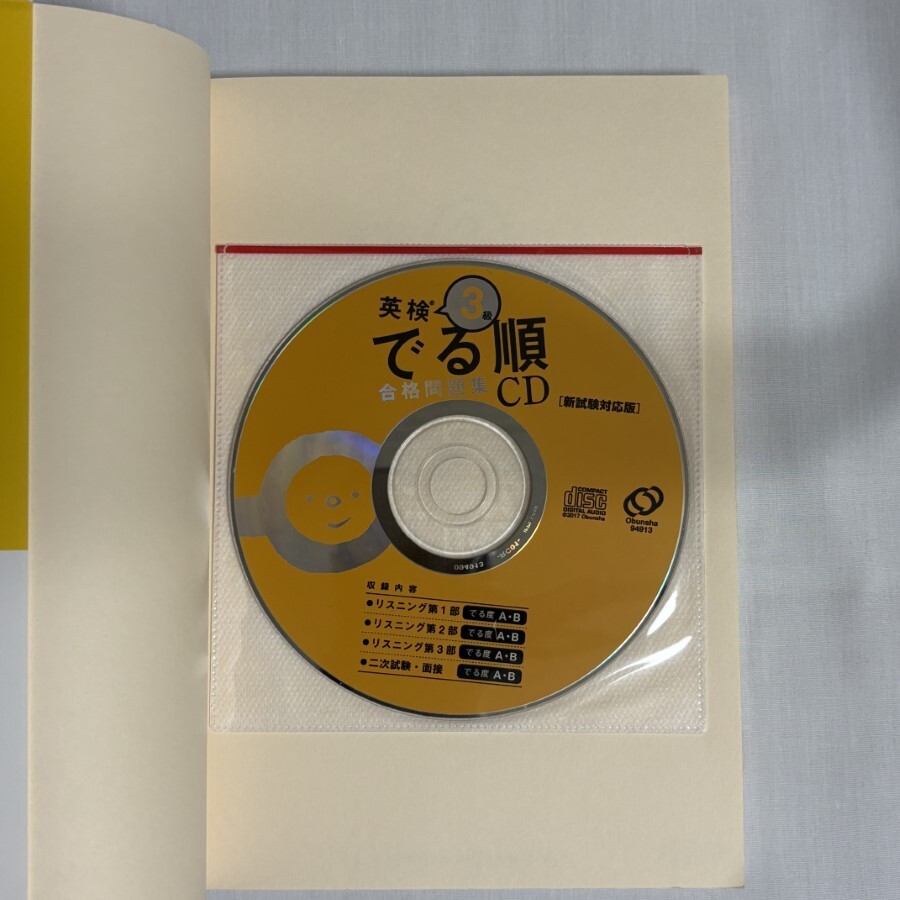 英検®
3級
でる順
合格問題集
CD
[新試験対応版]
COMPACT
disc
DIGITAL AUDIO
©2017 Obunsha
Obunsha
94913
収録内容
●リスニング第1部 でる度 A・B
●リスニング第2部 でる度 A・B
●リスニング第3部 でる度 A・B
●二次試験・面接 でる度 A・B